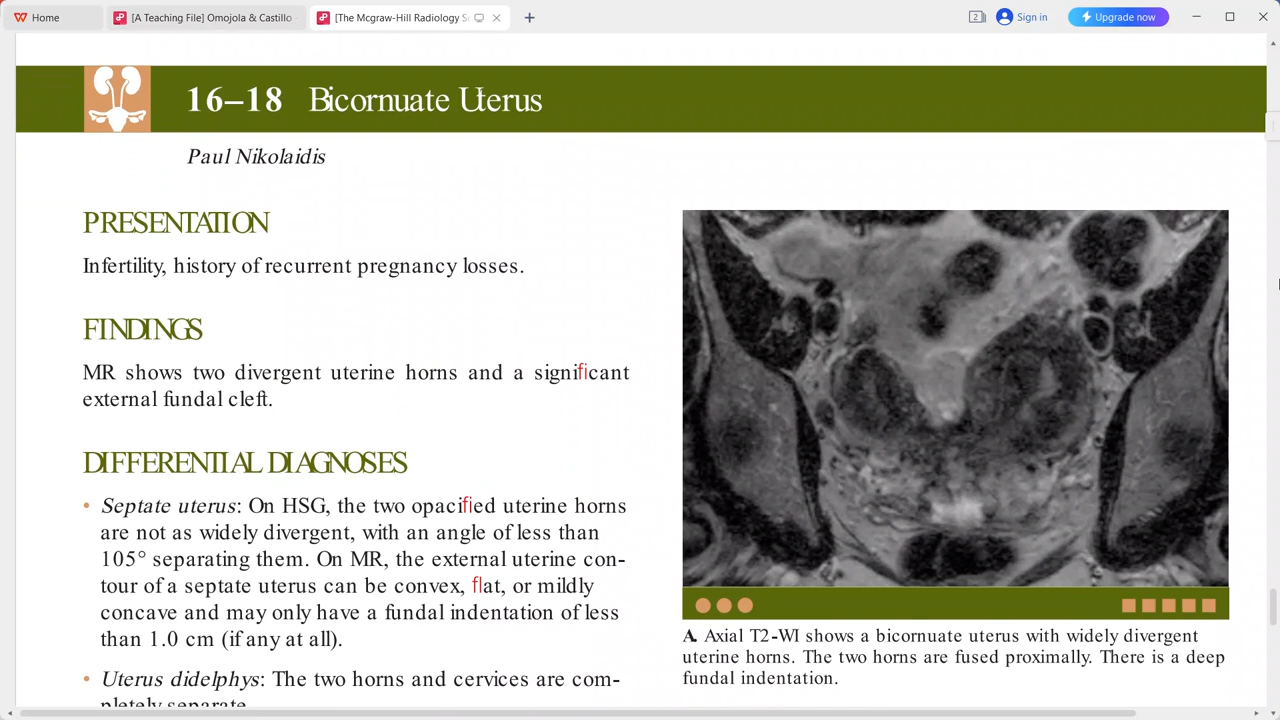 Home
[A Teaching File] Omojola & Castillo
[The Mcgraw-Hill Radiology S
2
Sign in
Upgrade now
16–18 Bicornuate Uterus
Paul Nikolaidis
PRESENTATION
Infertility, history of recurrent pregnancy losses.
FINDINGS
MR shows two divergent uterine horns and a significant
external fundal cleft.
DIFFERENTIAL DIAGNOSES
• Septate uterus: On HSG, the two opacified uterine horns
are not as widely divergent, with an angle of less than
105° separating them. On MR, the external uterine con-
tour of a septate uterus can be convex, flat, or mildly
concave and may only have a fundal indentation of less
than 1.0 cm (if any at all).
• Uterus didelphys: The two horns and cervices are com-
pletely separate.
A. Axial T2-WI shows a bicornuate uterus with widely divergent
uterine horns. The two horns are fused proximally. There is a deep
fundal indentation.